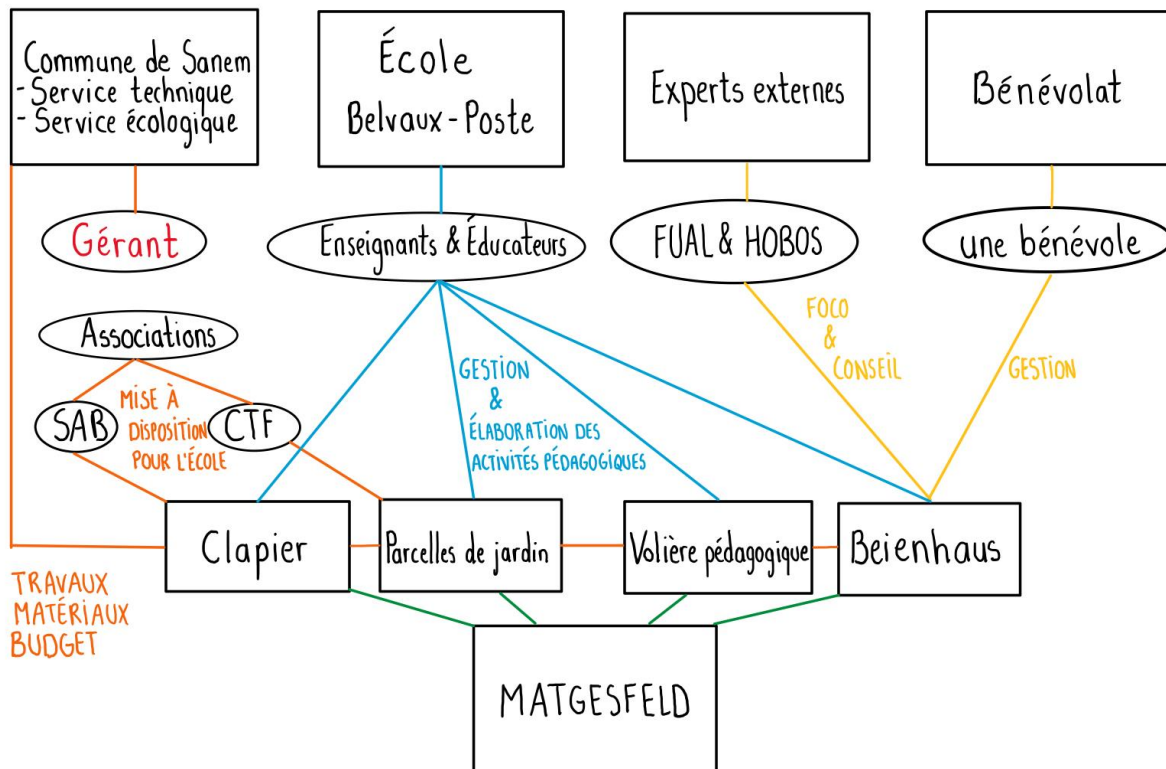 Commune de Sanem
- Service technique
- Service écologique
École
Belvaux-Poste
Experts externes
Bénévolat
Gérant
Enseignants & Éducateurs
FUAL & HOBOS
une bénévole
Associations
SAB
CTF
MISE À
DISPOSITION
POUR L'ÉCOLE
GESTION
&
ÉLABORATION DES
ACTIVITÉS PÉDAGOGIQUES
FOCO
&
CONSEIL
GESTION
Clapier
Parcelles de jardin
Volière pédagogique
Beienhaus
TRAVAUX
MATÉRIAUX
BUDGET
MATGESFELD